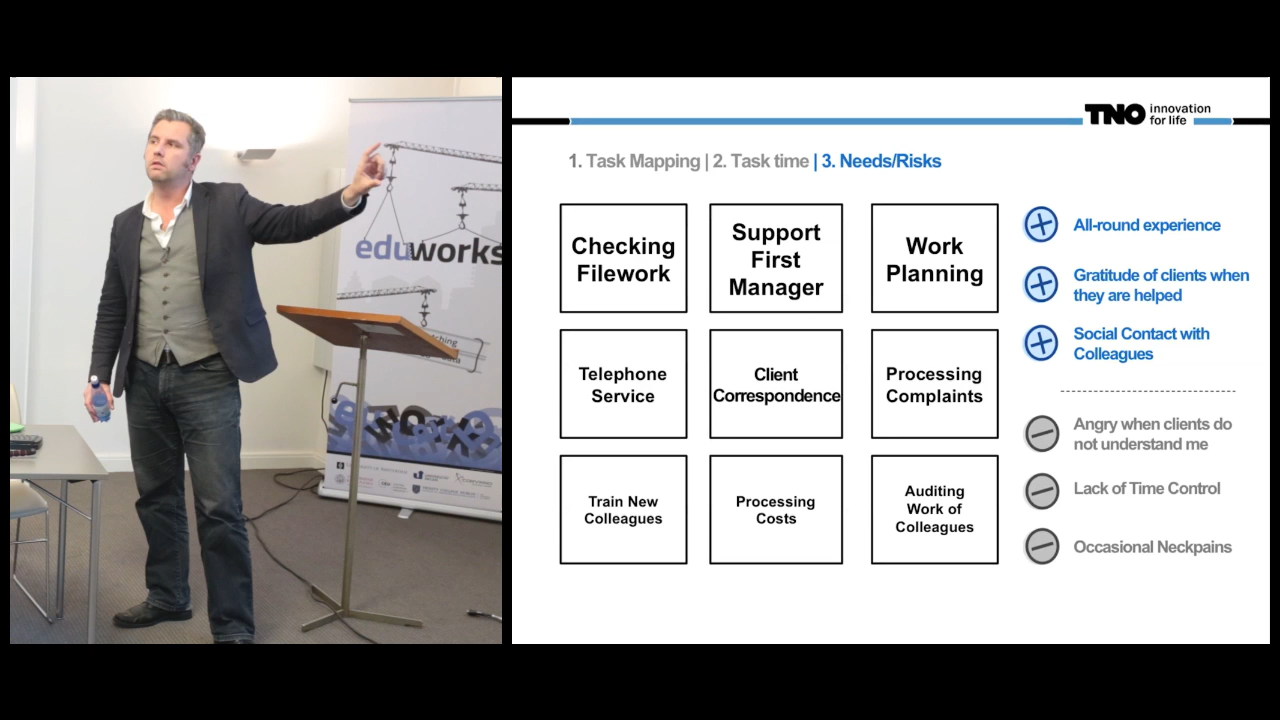 eduworks
TNO innovation
for life
1. Task Mapping | 2. Task time | 3. Needs/Risks
Checking
Filework
Support
First
Manager
Work
Planning
Telephone
Service
Client
Correspondence
Processing
Complaints
Train New
Colleagues
Processing
Costs
Auditing
Work of
Colleagues
All-round experience
Gratitude of clients when
they are helped
Social Contact with
Colleagues
Angry when clients do
not understand me
Lack of Time Control
Occasional Neckpains